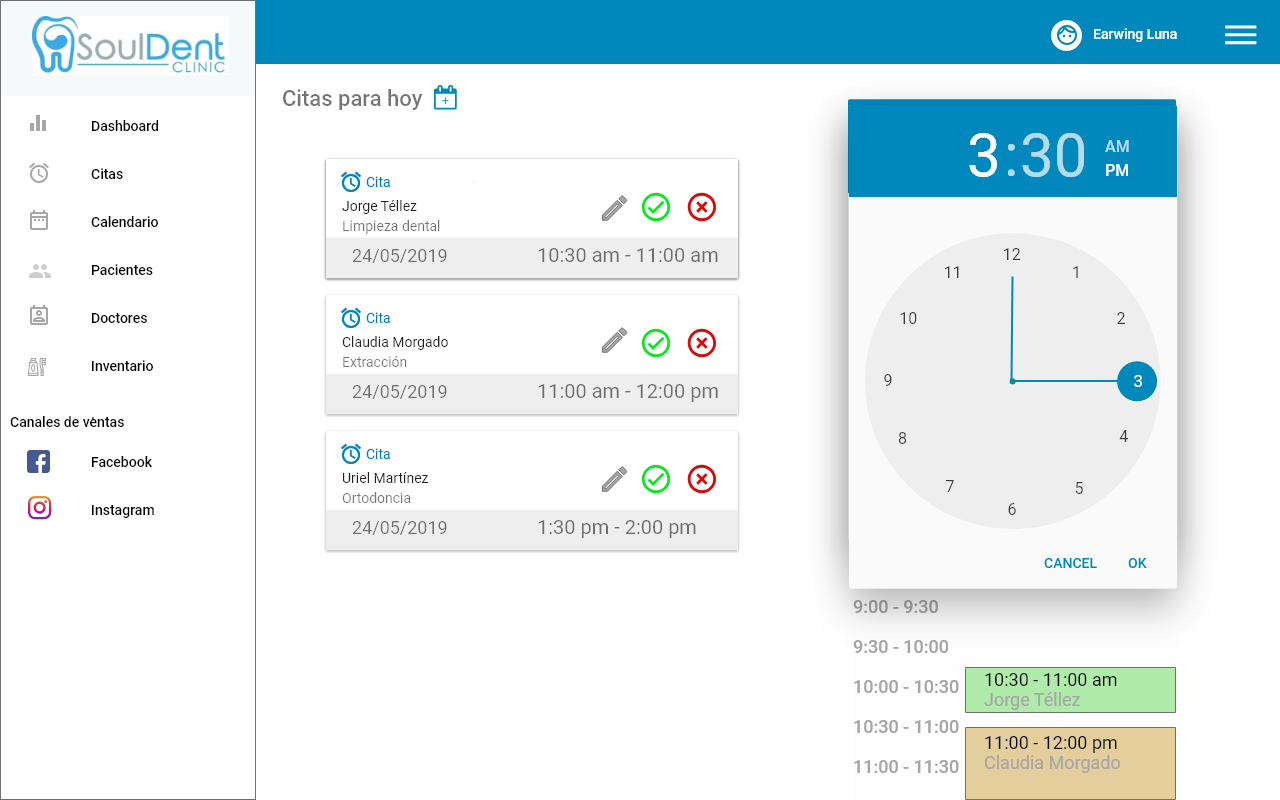 SoulDent
CLINIC
Earwing Luna
Dashboard
Citas
Calendario
Pacientes
Doctores
Inventario
Canales de vèntas
Facebook
Instagram
Citas para hoy
Cita
Jorge Téllez
Limpieza dental
24/05/2019 10:30 am - 11:00 am
Cita
Claudia Morgado
Extracción
24/05/2019 11:00 am - 12:00 pm
Cita
Uriel Martínez
Ortodoncia
24/05/2019 1:30 pm - 2:00 pm
3:30 AM
PM
12
11 1
10 2
9 3
8 4
7 5
6
CANCEL OK
9:00 - 9:30
9:30 - 10:00
10:00 - 10:30
10:30 - 11:00
11:00 - 11:30
10:30 - 11:00 am
Jorge Téllez
11:00 - 12:00 pm
Claudia Morgado